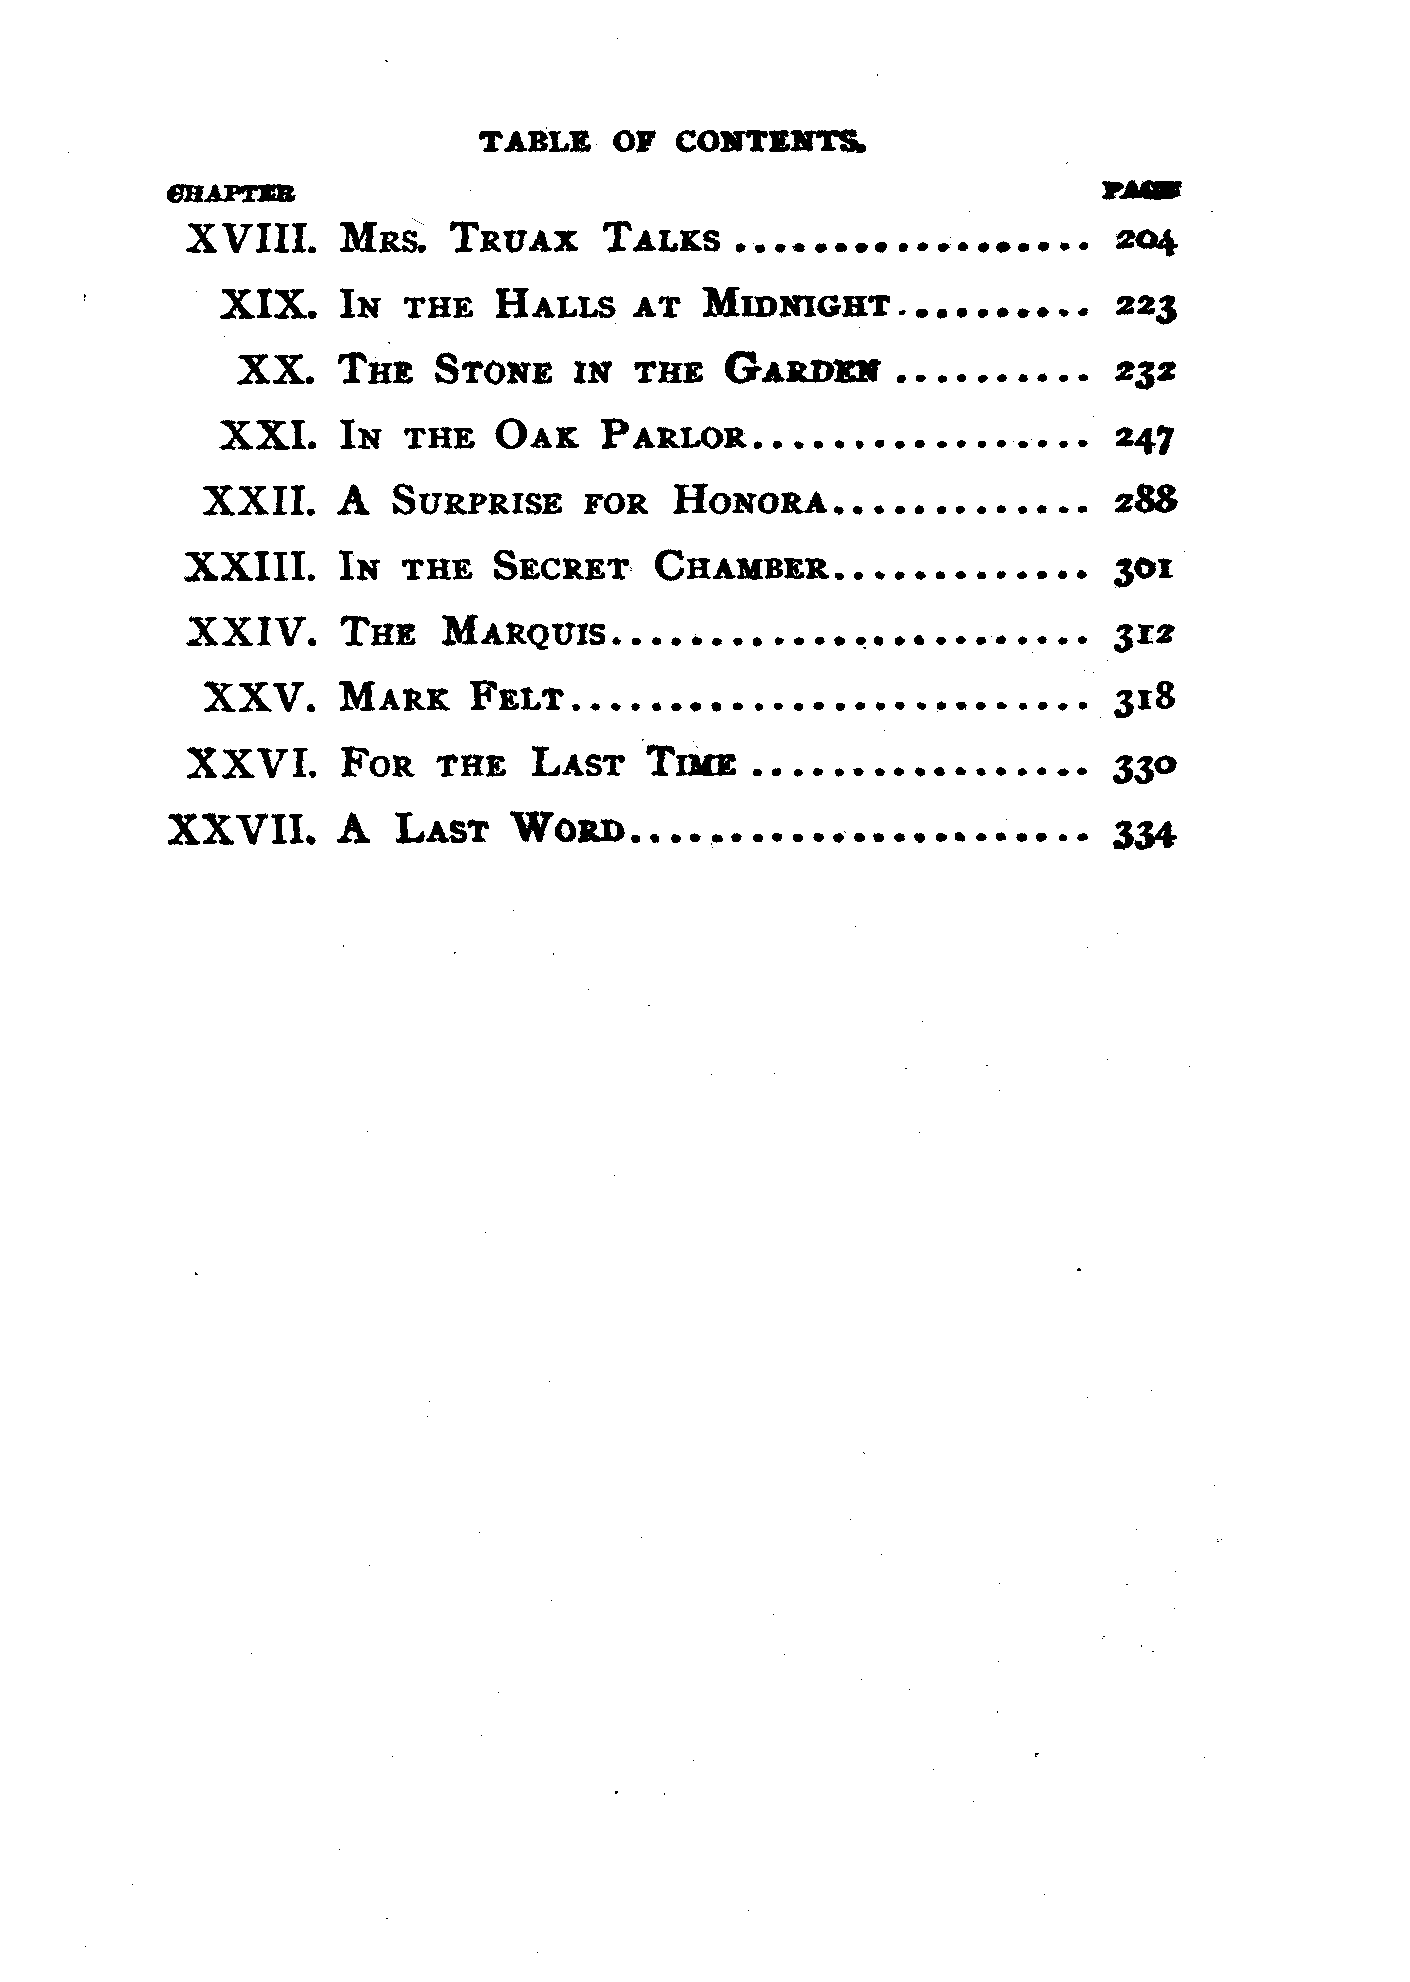 TABLE OF CONTENTS.
CHAPTER PAGE
XVIII. MRS. TRUAX TALKS .................. 204
XIX. IN THE HALLS AT MIDNIGHT.......... 223
XX. THE STONE IN THE GARDEN .......... 232
XXI. IN THE OAK PARLOR................. 247
XXII. A SURPRISE FOR HONORA............. 288
XXIII. IN THE SECRET CHAMBER............. 301
XXIV. THE MARQUIS........................ 312
XXV. MARK FELT.......................... 318
XXVI. FOR THE LAST TIME ................. 330
XXVII. A LAST WORD....................... 334